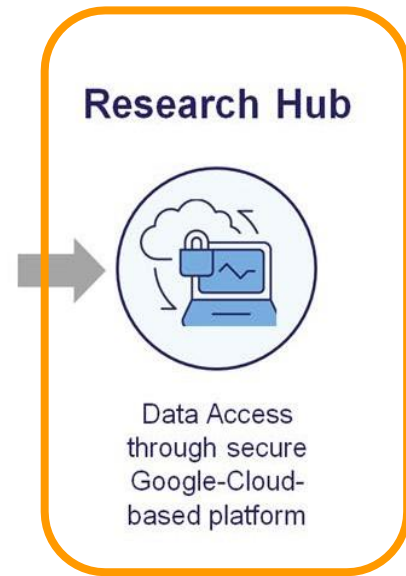 Research Hub
Data Access
through secure
Google-Cloud-
based platform